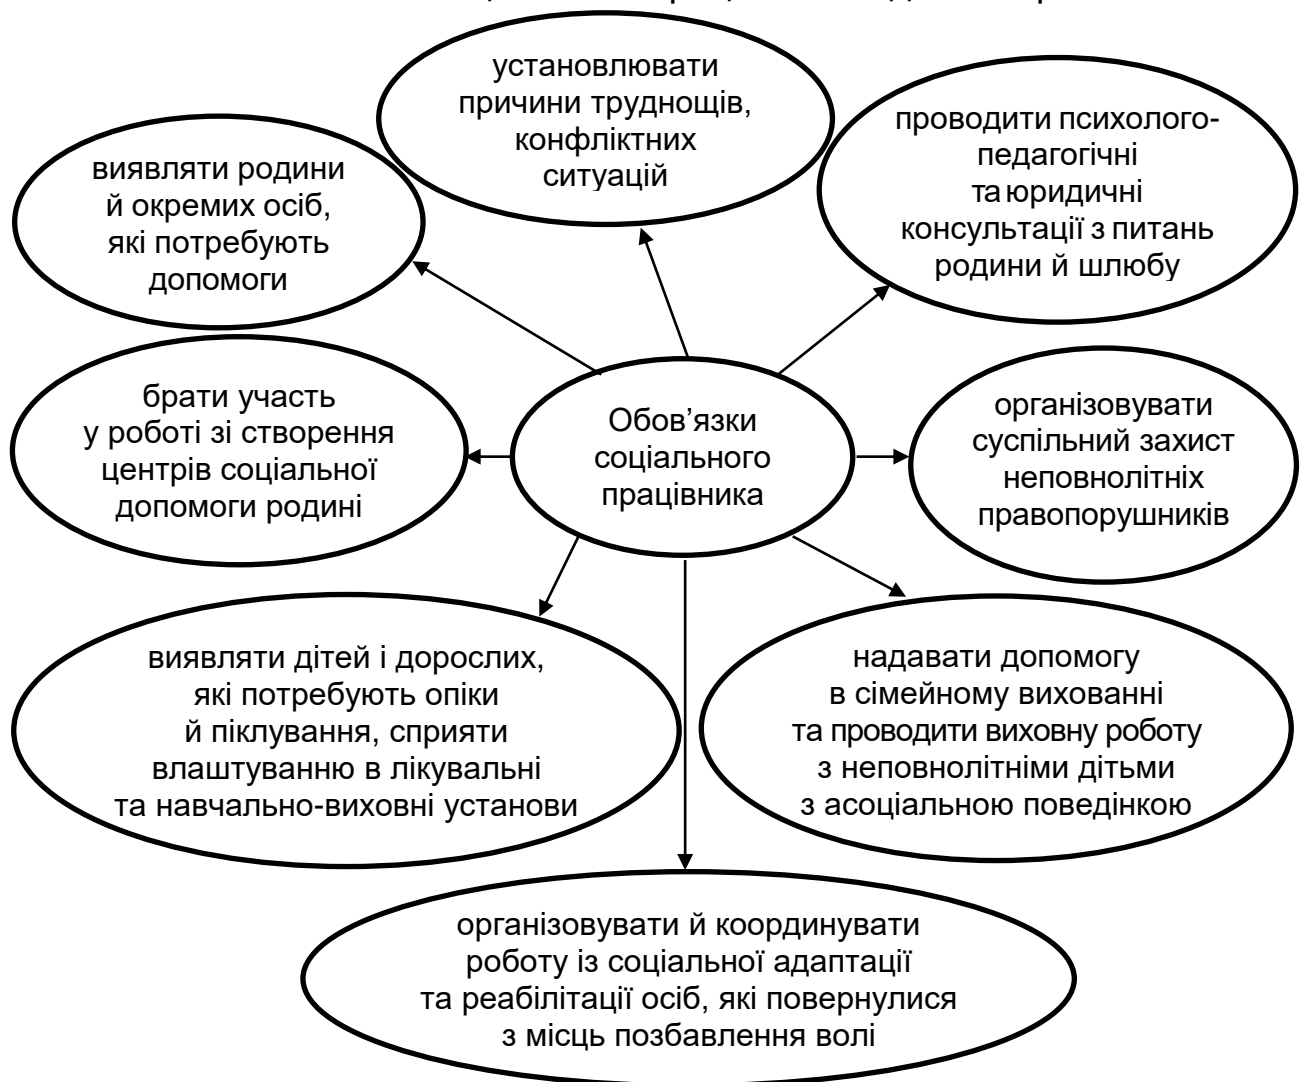 установлювати
причини труднощів,
конфліктних
ситуацій
проводити психолого-
педагогічні
та юридичні
консультації з питань
родини й шлюбу
виявляти родини
й окремих осіб,
які потребують
допомоги
брати участь
у роботі зі створення
центрів соціальної
допомоги родині
Обов’язки
соціального
працівника
організовувати
суспільний захист
неповнолітніх
правопорушників
виявляти дітей і дорослих,
які потребують опіки
й піклування, сприяти
влаштуванню в лікувальні
та навчально-виховні установи
надавати допомогу
в сімейному вихованні
та проводити виховну роботу
з неповнолітніми дітьми
з асоціальною поведінкою
організовувати й координувати
роботу із соціальної адаптації
та реабілітації осіб, які повернулися
з місць позбавлення волі